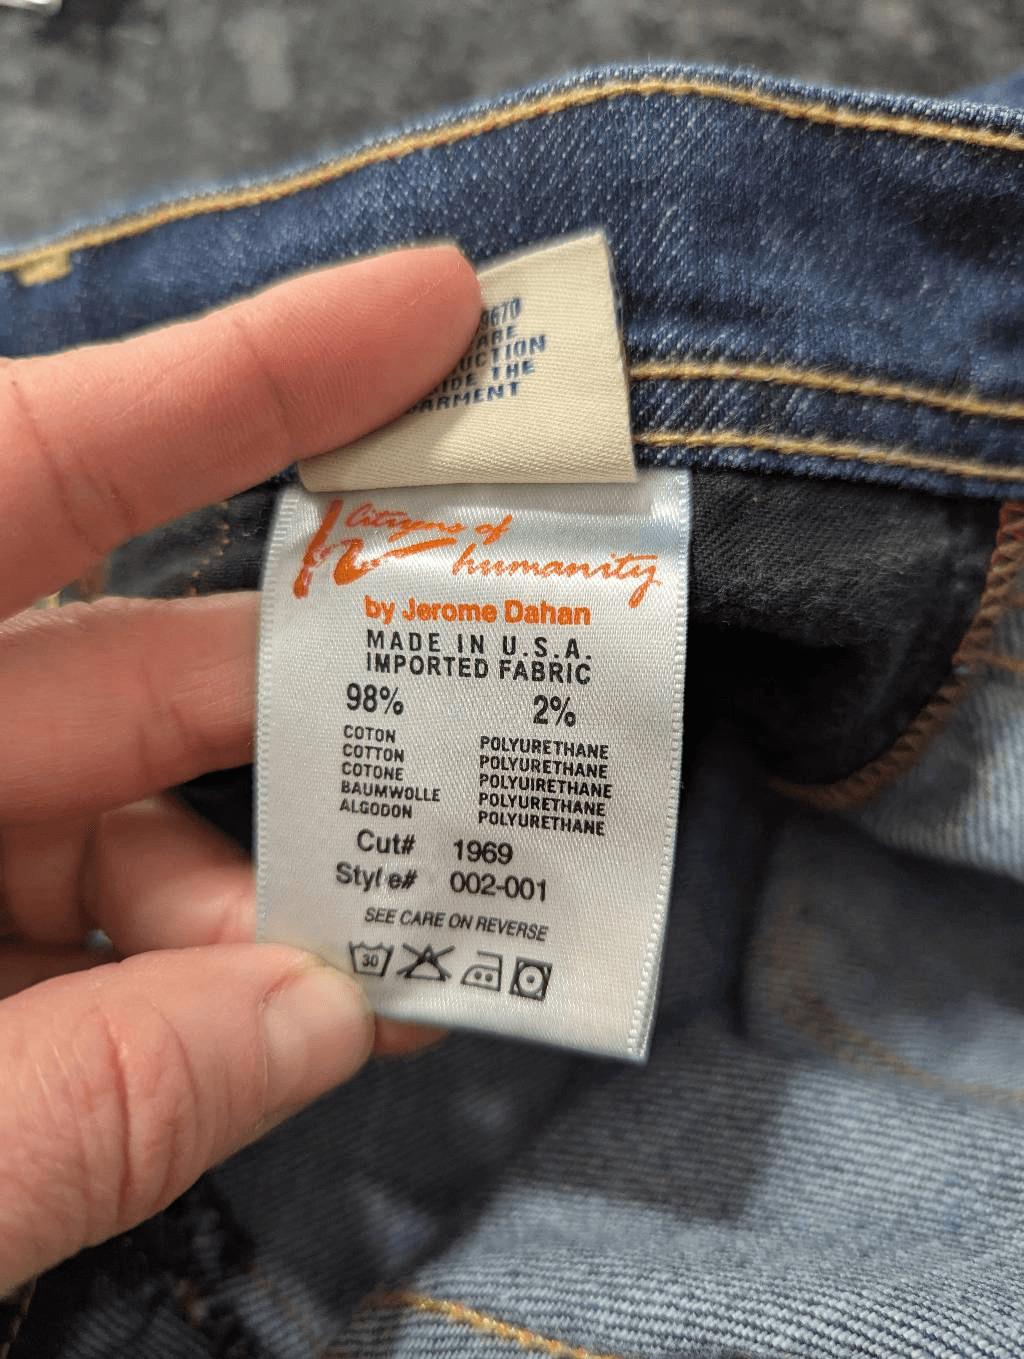 9670
ARE
UCTION
IDE THE
GARMENT
Citizens of
humanity
by Jerome Dahan
MADE IN U.S.A.
IMPORTED FABRIC
98% 2%
COTON POLYURETHANE
COTTON POLYURETHANE
COTONE POLYUIRETHANE
BAUMWOLLE POLYURETHANE
ALGODON POLYURETHANE
Cut# 1969
Style# 002-001
SEE CARE ON REVERSE
30